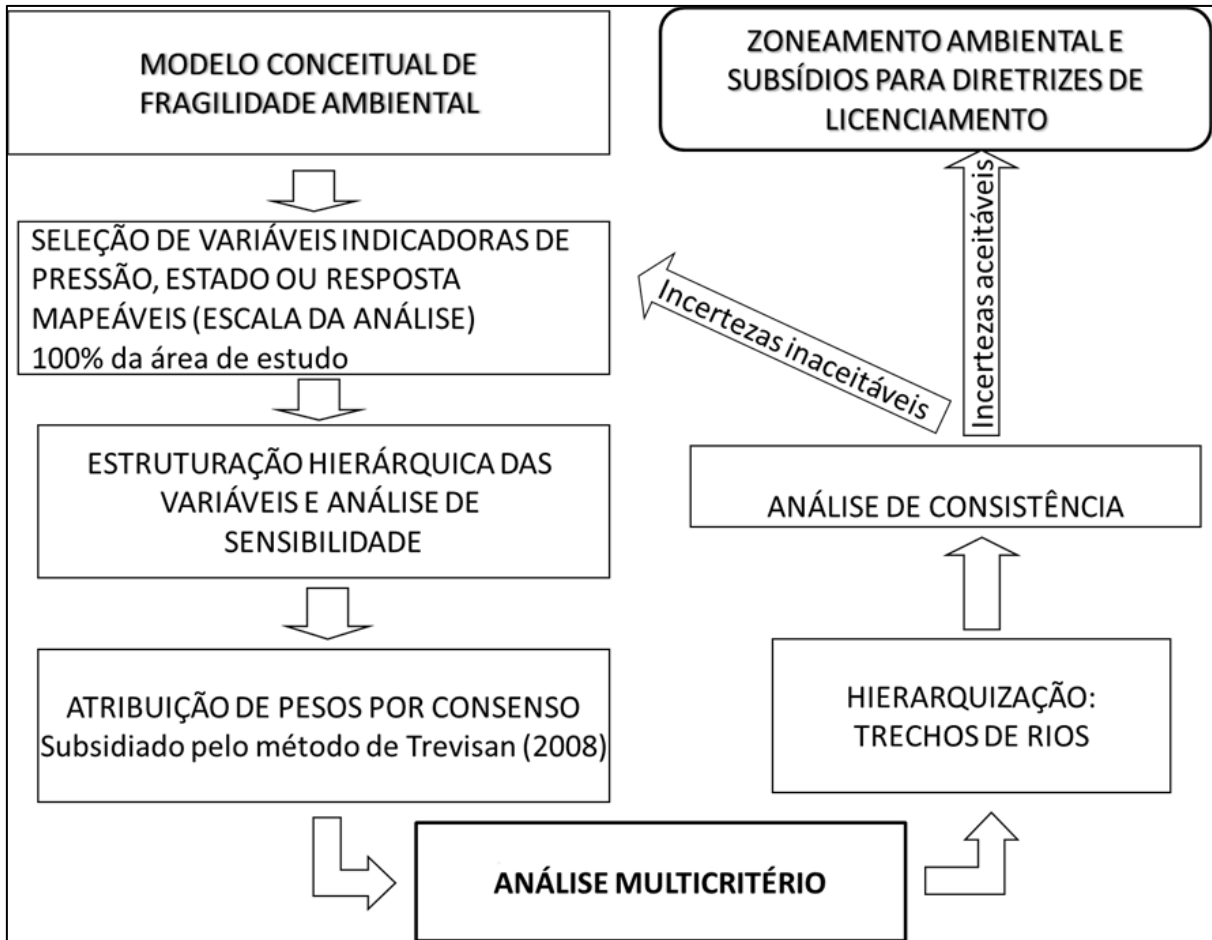 MODELO CONCEITUAL DE
FRAGILIDADE AMBIENTAL
SELEÇÃO DE VARIÁVEIS INDICADORAS DE
PRESSÃO, ESTADO OU RESPOSTA
MAPEÁVEIS (ESCALA DA ANÁLISE)
100% da área de estudo
ESTRUTURAÇÃO HIERÁRQUICA DAS
VARIÁVEIS E ANÁLISE DE
SENSIBILIDADE
ATRIBUIÇÃO DE PESOS POR CONSENSO
Subsidiado pelo método de Trevisan (2008)
ANÁLISE MULTICRITÉRIO
HIERARQUIZAÇÃO:
TRECHOS DE RIOS
ANÁLISE DE CONSISTÊNCIA
Incertezas inaceitáveis
Incertezas aceitáveis
ZONEAMENTO AMBIENTAL E
SUBSÍDIOS PARA DIRETRIZES DE
LICENCIAMENTO